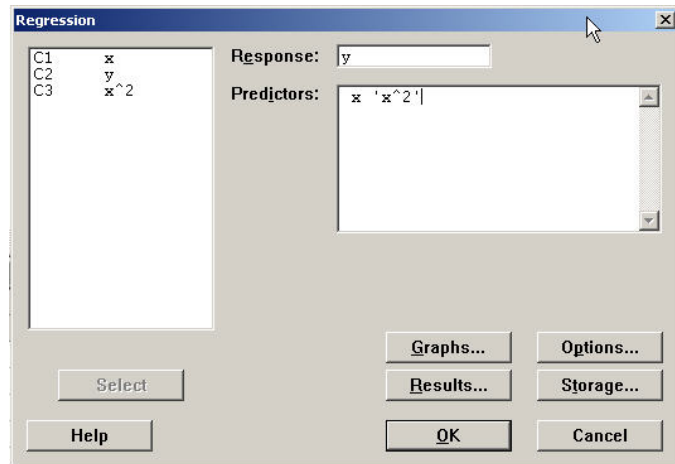 Regression
C1 x
C2 y
C3 x^2
Response: y
Predictors: x 'x^2'
Graphs... Options...
Select Results... Storage...
Help OK Cancel